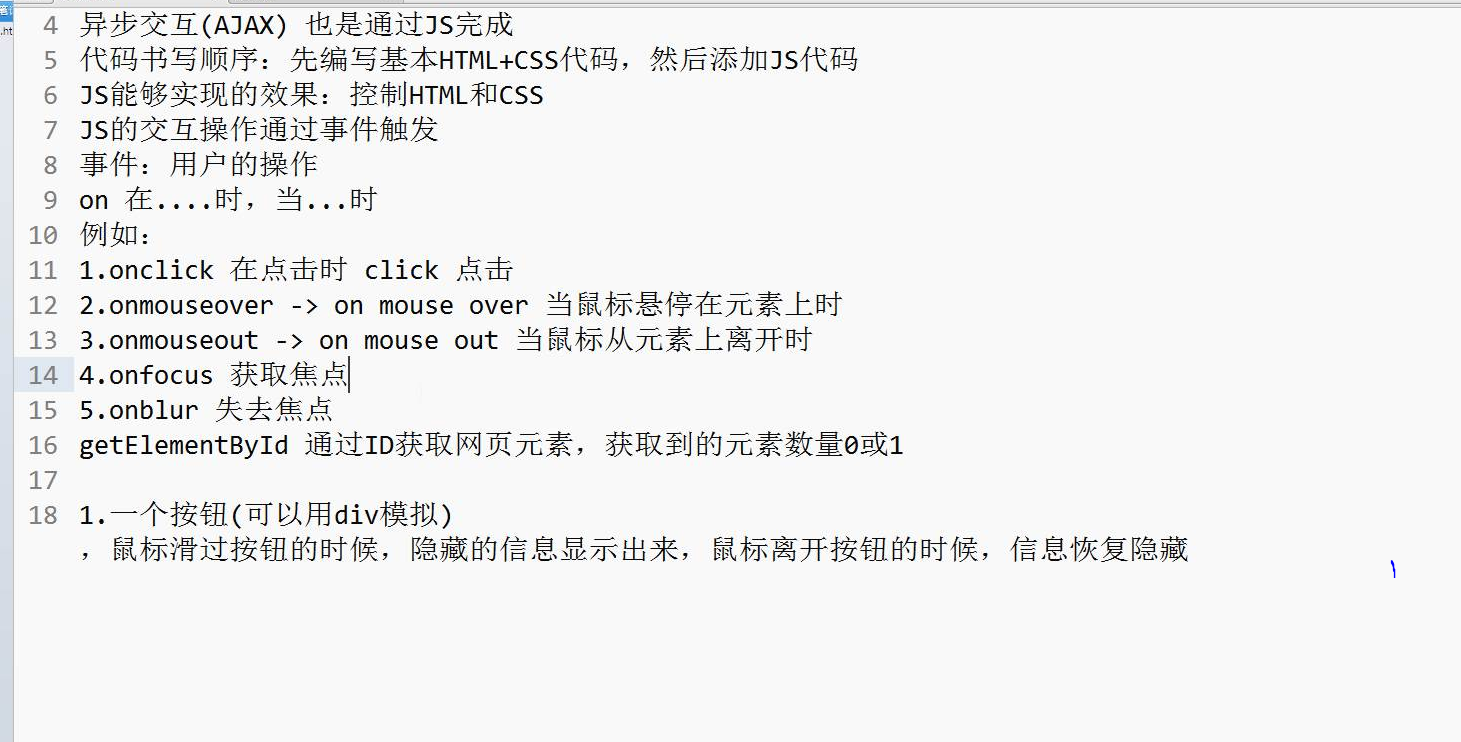 4 异步交互(AJAX) 也是通过JS完成
5 代码书写顺序：先编写基本HTML+CSS代码，然后添加JS代码
6 JS能够实现的效果：控制HTML和CSS
7 JS的交互操作通过事件触发
8 事件：用户的操作
9 on 在....时，当...时
10 例如：
11 1.onclick 在点击时 click 点击
12 2.onmouseover -> on mouse over 当鼠标悬停在元素上时
13 3.onmouseout -> on mouse out 当鼠标从元素上离开时
14 4.onfocus 获取焦点
15 5.onblur 失去焦点
16 getElementById 通过ID获取网页元素，获取到的元素数量0或1
17
18 1.一个按钮(可以用div模拟)
，鼠标滑过按钮的时候，隐藏的信息显示出来，鼠标离开按钮的时候，信息恢复隐藏